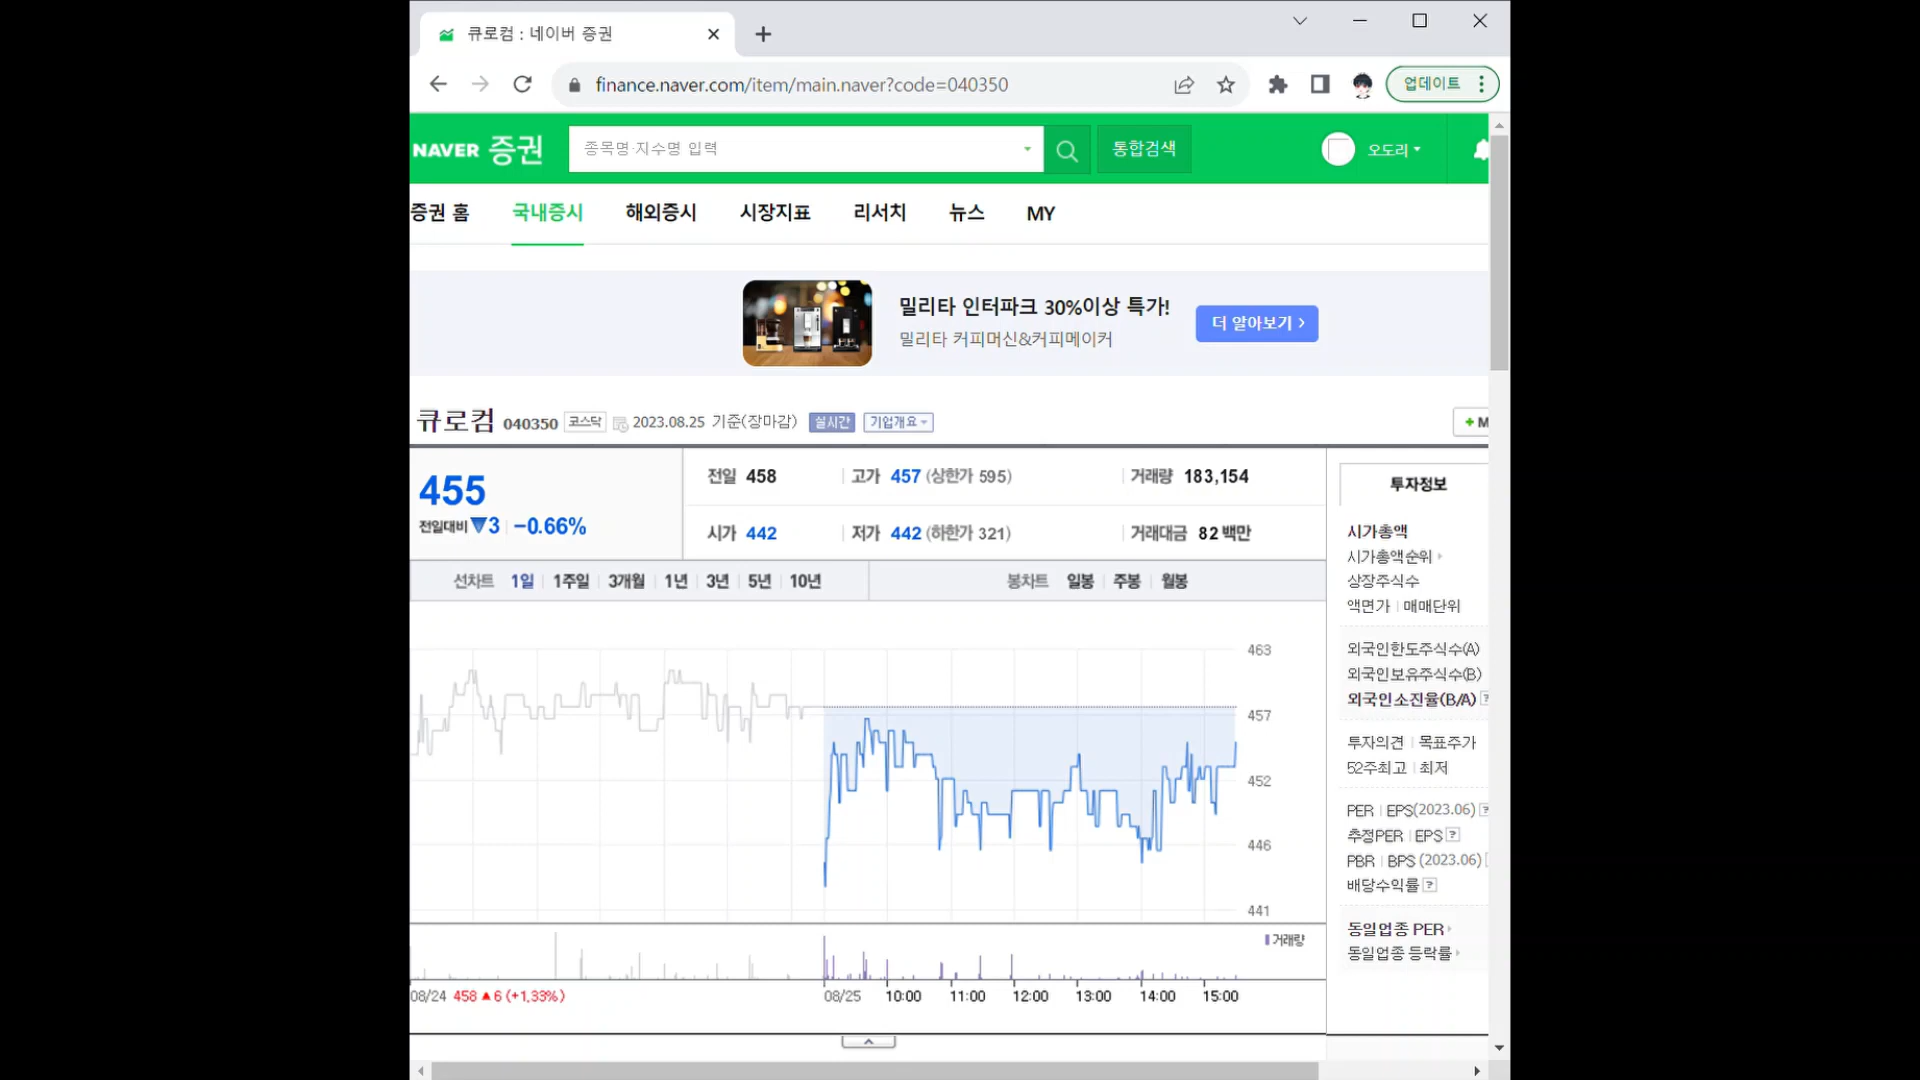 큐로컴 : 네이버 증권
finance.naver.com/item/main.naver?code=040350
업데이트
NAVER 증권
종목명·지수명 입력
통합검색
오도리
증권 홈 국내증시 해외증시 시장지표 리서치 뉴스 MY
밀리타 인터파크 30%이상 특가!
밀리타 커피머신&커피메이커
더 알아보기 >
큐로컴 040350 코스닥 2023.08.25 기준(장마감) 실시간 기업개요
+ M
455
전일대비 ▼3 -0.66%
전일 458 고가 457 (상한가 595) 거래량 183,154
시가 442 저가 442 (하한가 321) 거래대금 82 백만
선차트 1일 1주일 3개월 1년 3년 5년 10년 봉차트 일봉 주봉 월봉
463
457
452
446
441
거래량
08/24 458 ▲6 (+1.33%) 08/25 10:00 11:00 12:00 13:00 14:00 15:00
투자정보
시가총액
시가총액순위
상장주식수
액면가 | 매매단위
외국인한도주식수(A)
외국인보유주식수(B)
외국인소진율(B/A) ?
투자의견 | 목표주가
52주최고 | 최저
PER | EPS(2023.06) ?
추정PER | EPS ?
PBR | BPS (2023.06)
배당수익률 ?
동일업종 PER
동일업종 등락률